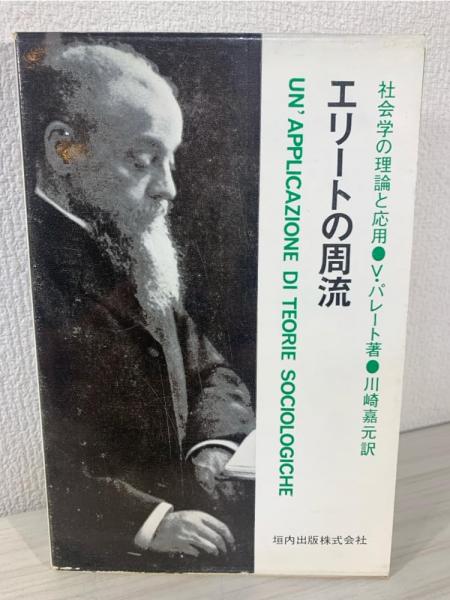 社会学の理論と応用●V・パレート著●川崎嘉元訳
エリートの周流
UN' APPLICAZIONE DI TEORIE SOCIOLOGICHE
垣内出版株式会社